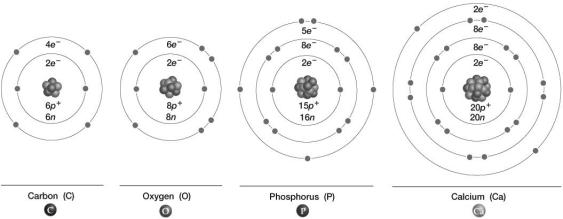 4e⁻
2e⁻
6p⁺
6n
Carbon (C)
C
6e⁻
2e⁻
8p⁺
8n
Oxygen (O)
O
5e⁻
8e⁻
2e⁻
15p⁺
16n
Phosphorus (P)
P
2e⁻
8e⁻
8e⁻
2e⁻
20p⁺
20n
Calcium (Ca)
Ca